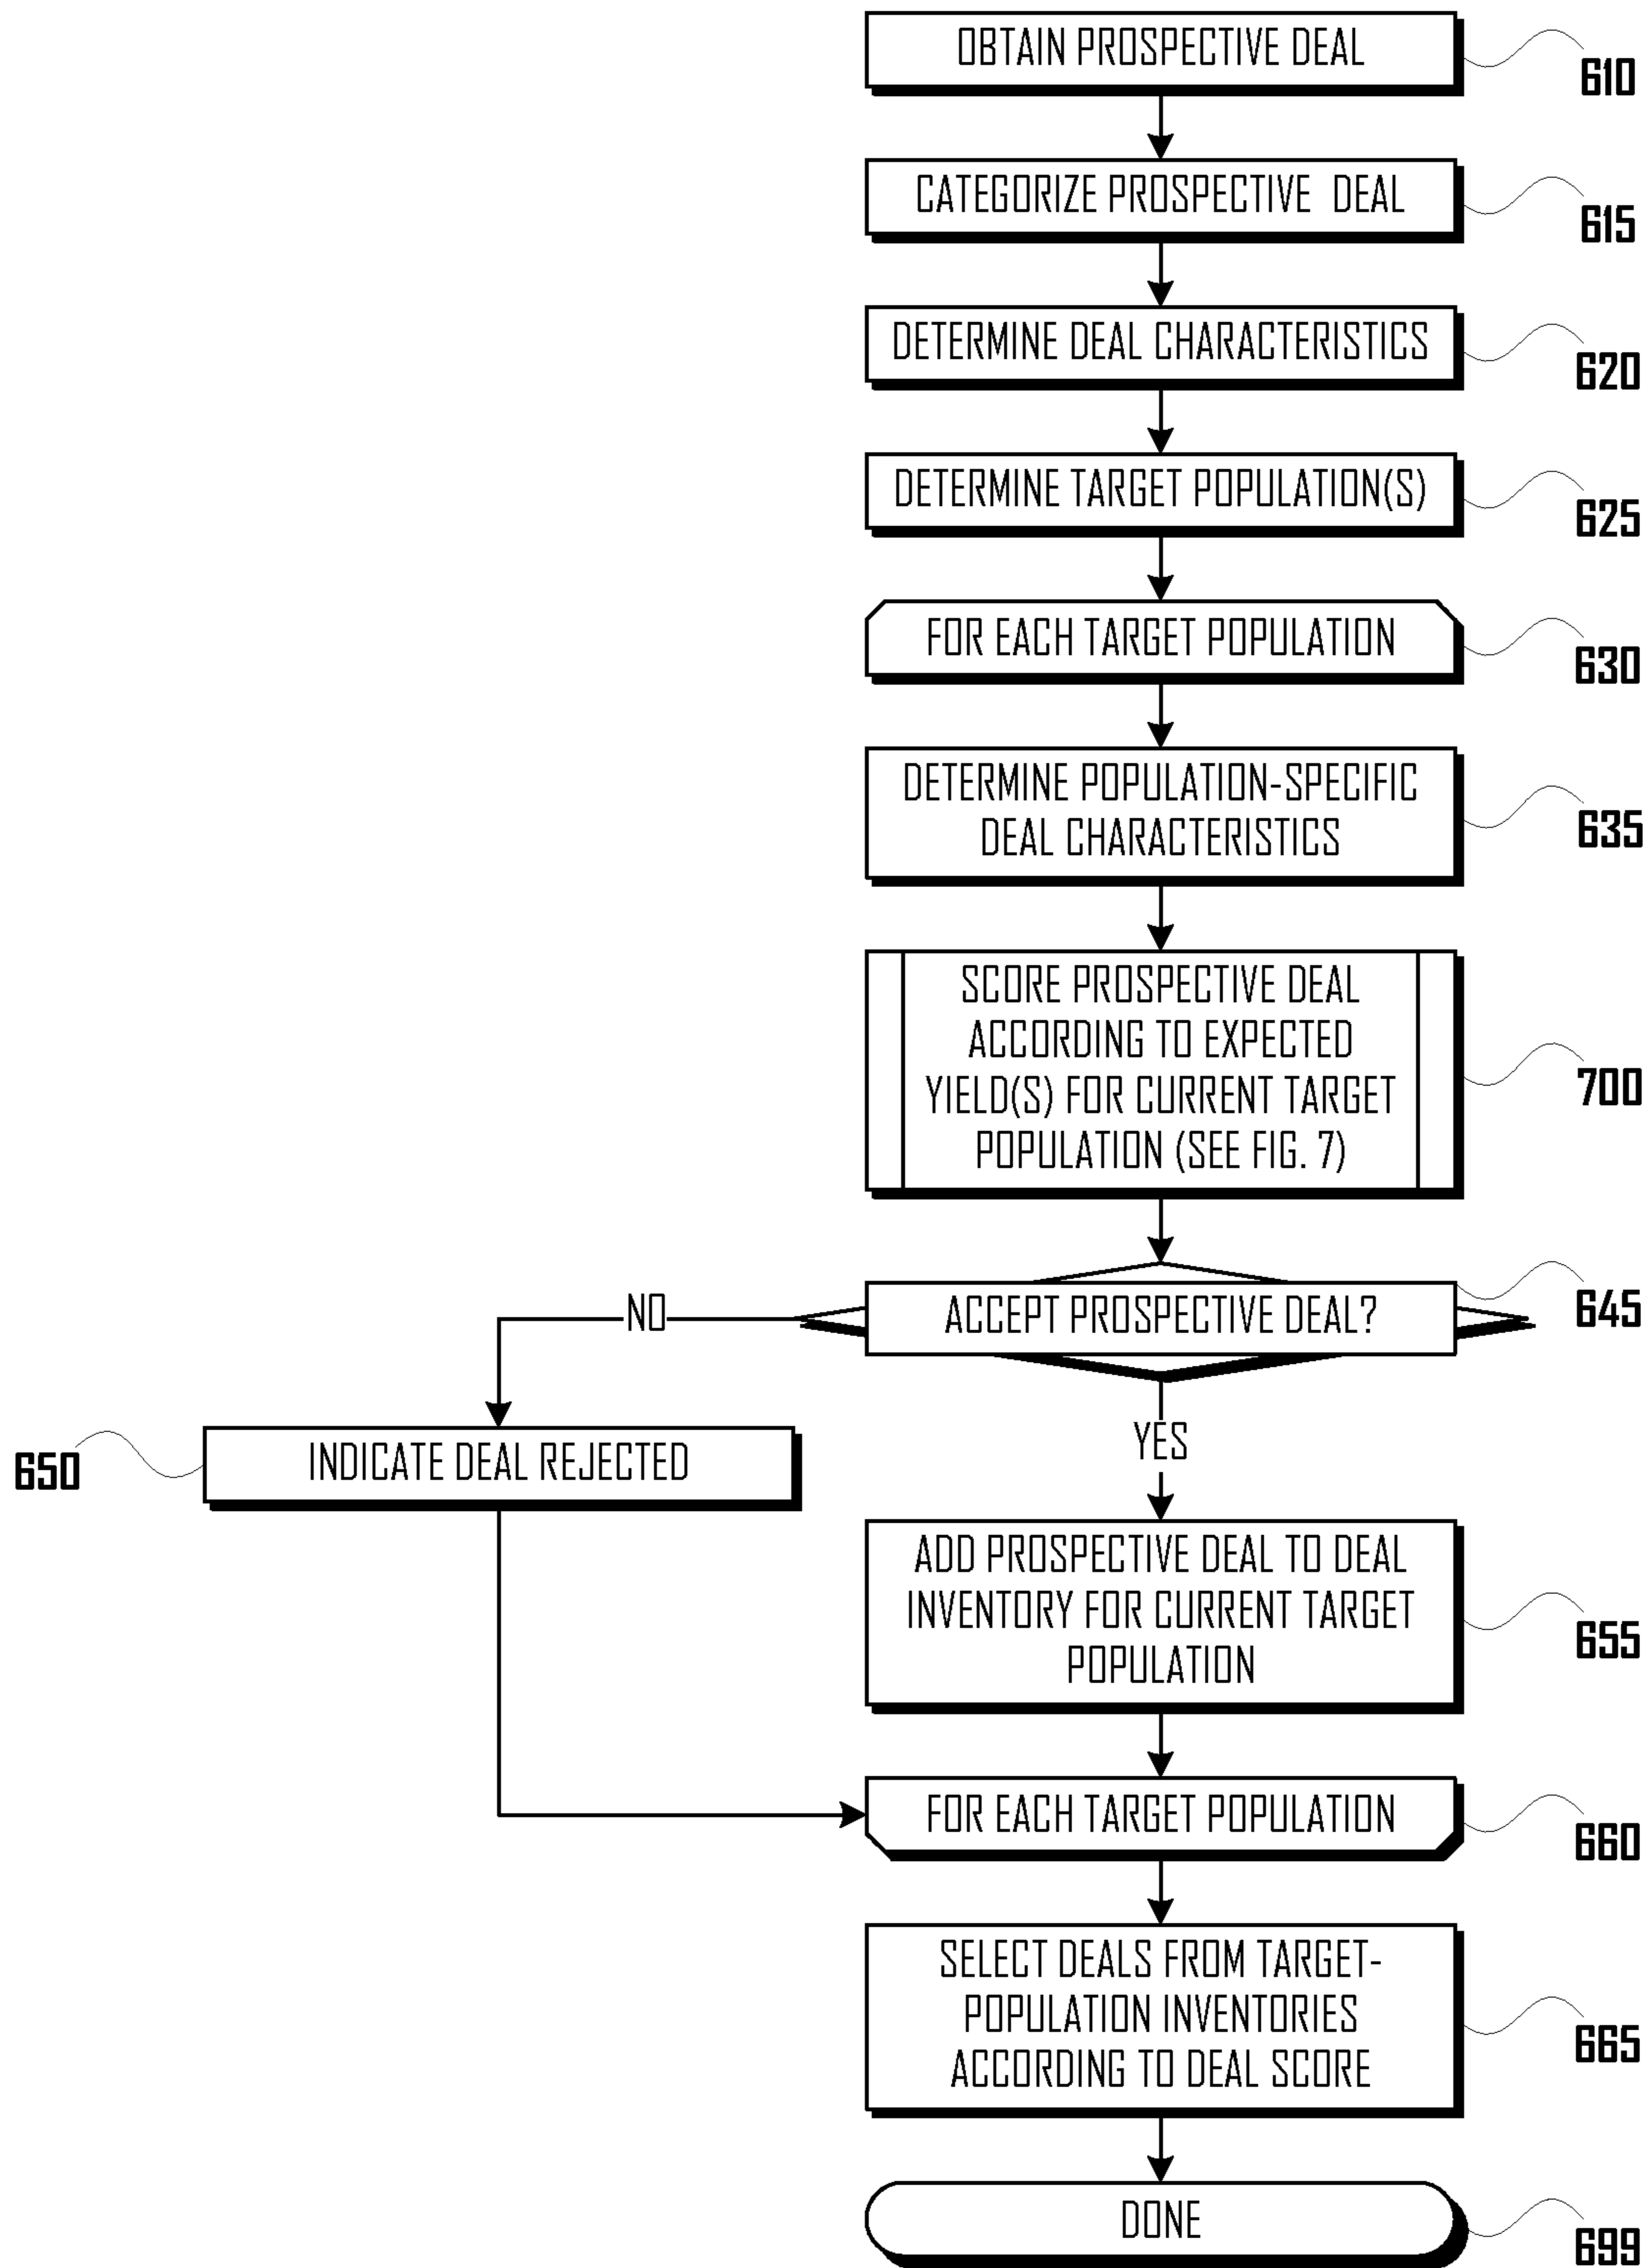 OBTAIN PROSPECTIVE DEAL
610
CATEGORIZE PROSPECTIVE DEAL
615
DETERMINE DEAL CHARACTERISTICS
620
DETERMINE TARGET POPULATION(S)
625
FOR EACH TARGET POPULATION
630
DETERMINE POPULATION-SPECIFIC
DEAL CHARACTERISTICS
635
SCORE PROSPECTIVE DEAL
ACCORDING TO EXPECTED
YIELD(S) FOR CURRENT TARGET
POPULATION (SEE FIG. 7)
700
ACCEPT PROSPECTIVE DEAL?
645
NO
YES
INDICATE DEAL REJECTED
650
ADD PROSPECTIVE DEAL TO DEAL
INVENTORY FOR CURRENT TARGET
POPULATION
655
FOR EACH TARGET POPULATION
660
SELECT DEALS FROM TARGET-
POPULATION INVENTORIES
ACCORDING TO DEAL SCORE
665
DONE
699